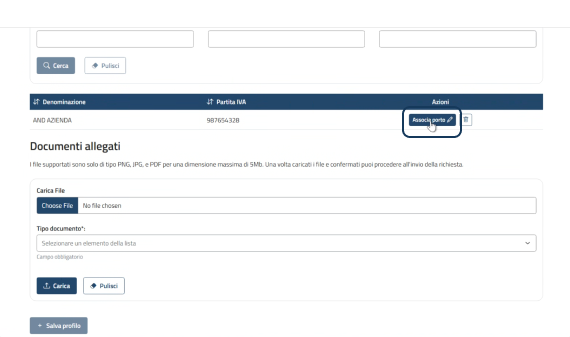 Cerca Pulisci
Denominazione Partita IVA Azioni
AND AZIENDA 987654328 Associa porto
Documenti allegati
I file supportati sono solo di tipo PNG, JPG, e PDF per una dimensione massima di 5Mb. Una volta caricati i file e confermati puoi procedere all'invio della richiesta.
Carica File
Choose File No file chosen
Tipo documento*:
Selezionare un elemento della lista
Campo obbligatorio
Carica Pulisci
+ Salva profilo